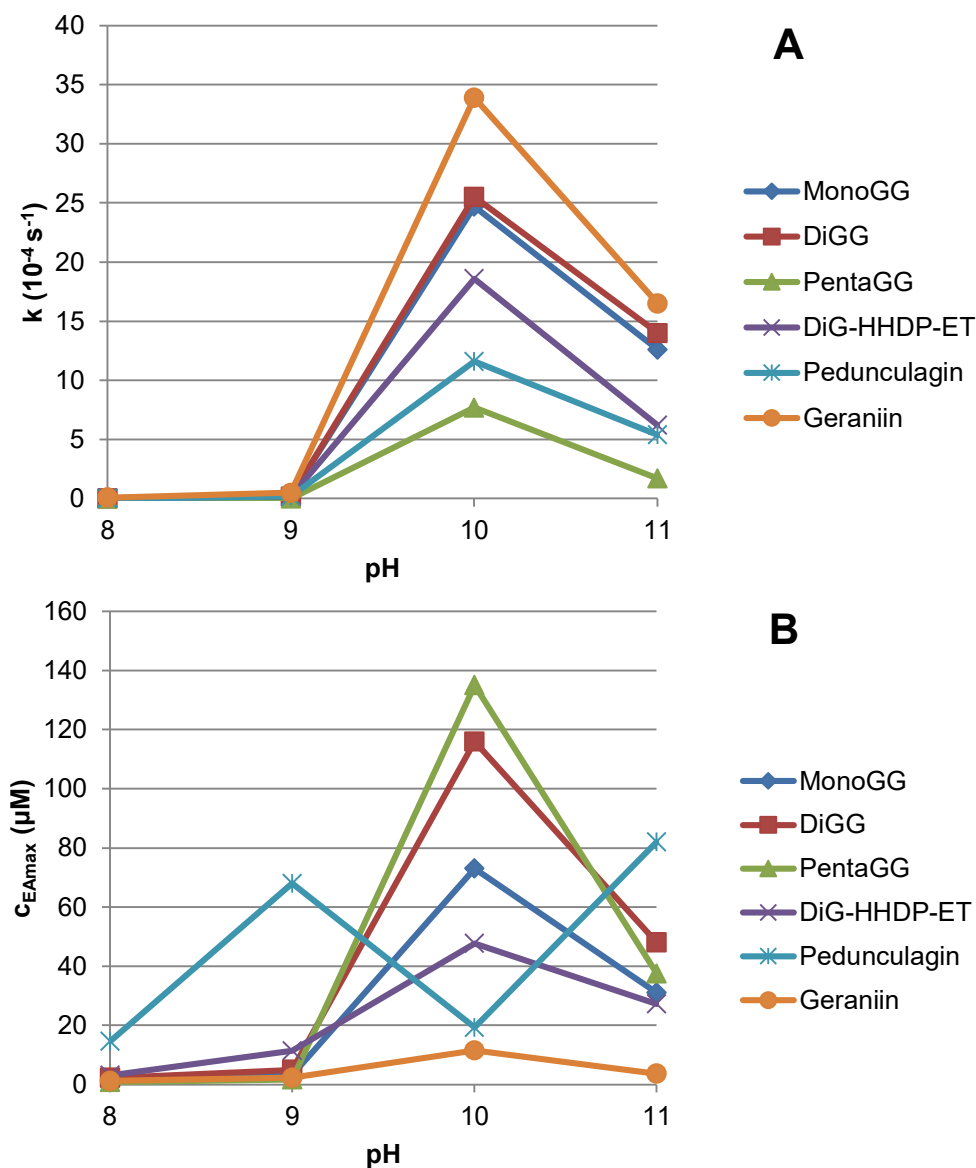 A
40
35
30
25
20
15
10
5
0
k (10⁻⁴ s⁻¹)
8 9 10 11
pH
MonoGG
DiGG
PentaGG
DiG-HHDP-ET
Pedunculagin
Geraniin
B
160
140
120
100
80
60
40
20
0
cEAmax (µM)
8 9 10 11
pH
MonoGG
DiGG
PentaGG
DiG-HHDP-ET
Pedunculagin
Geraniin